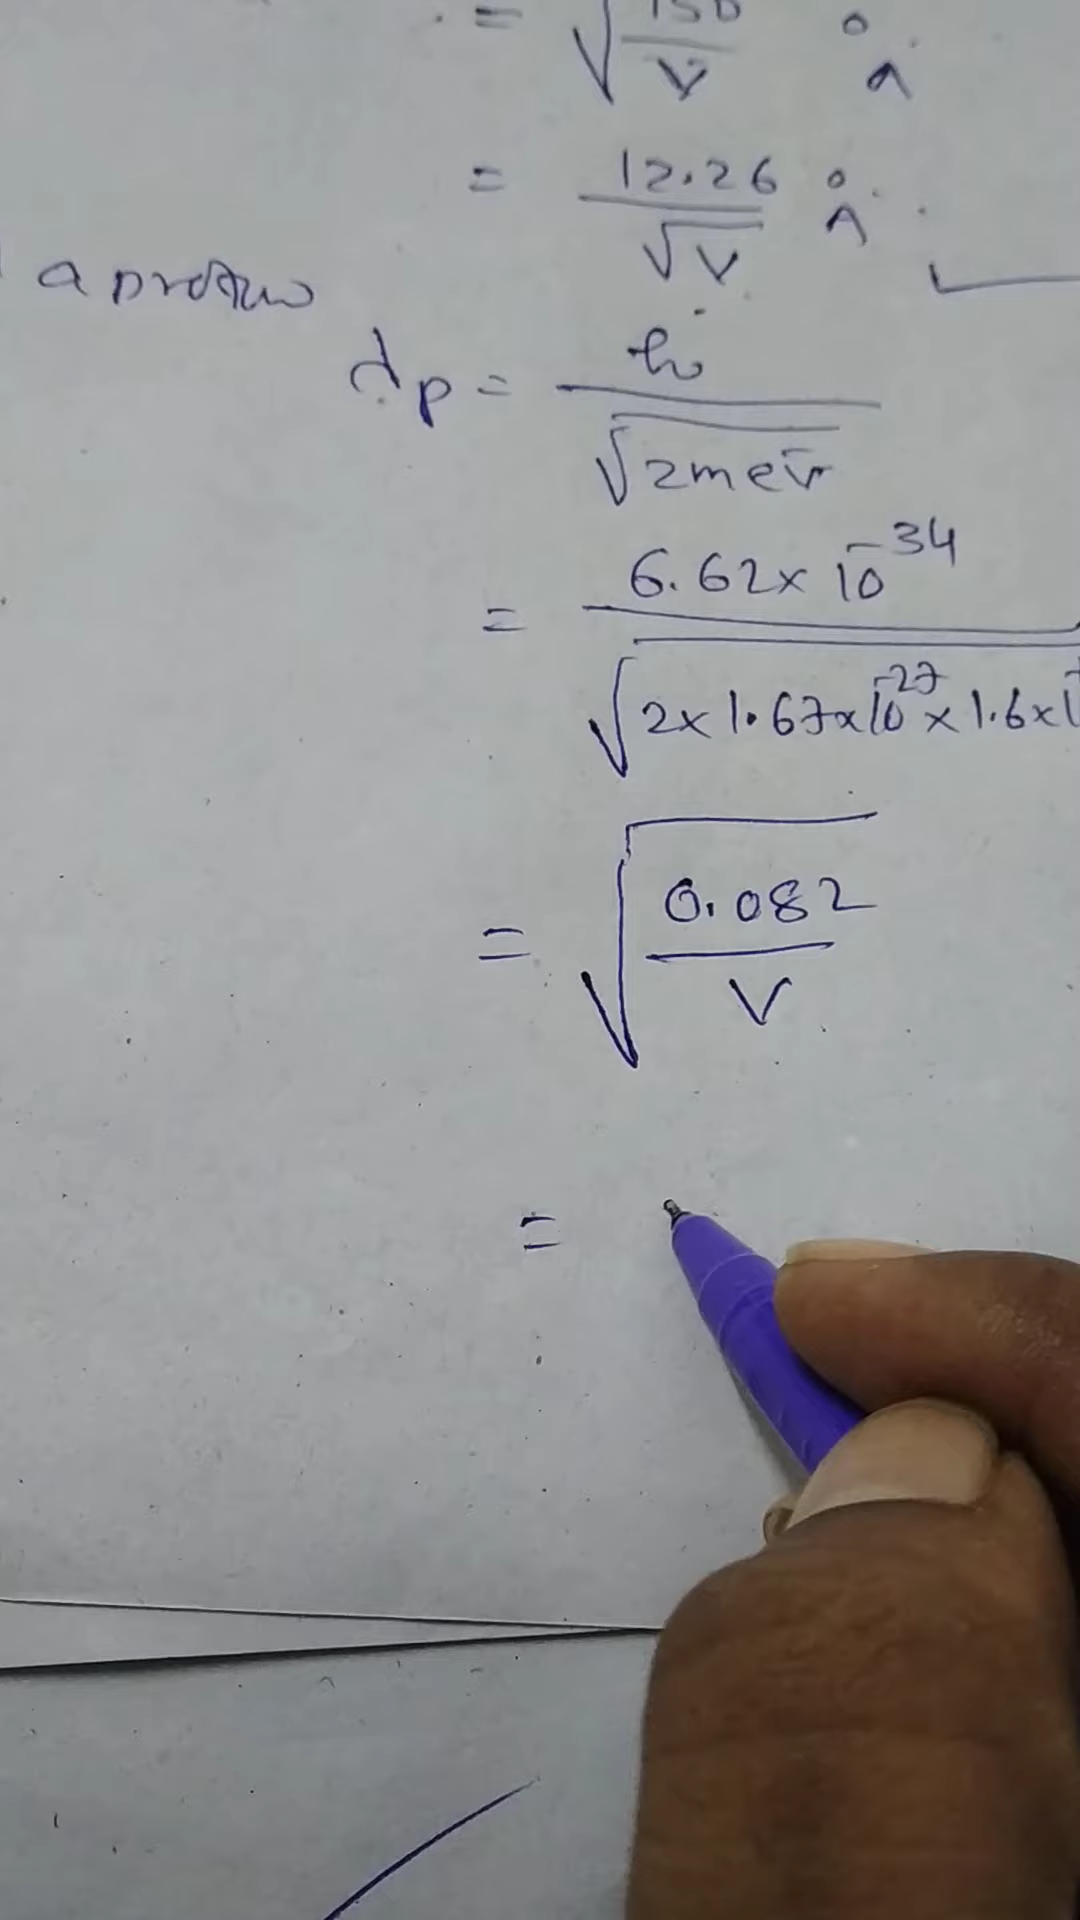 = √150/V Å
= 12.26/√V Å
a proton
λp = h/√2meV
= 6.62 x 10^-34
√2 x 1.67 x 10^-27 x 1.6 x 1
= √0.082/V
=